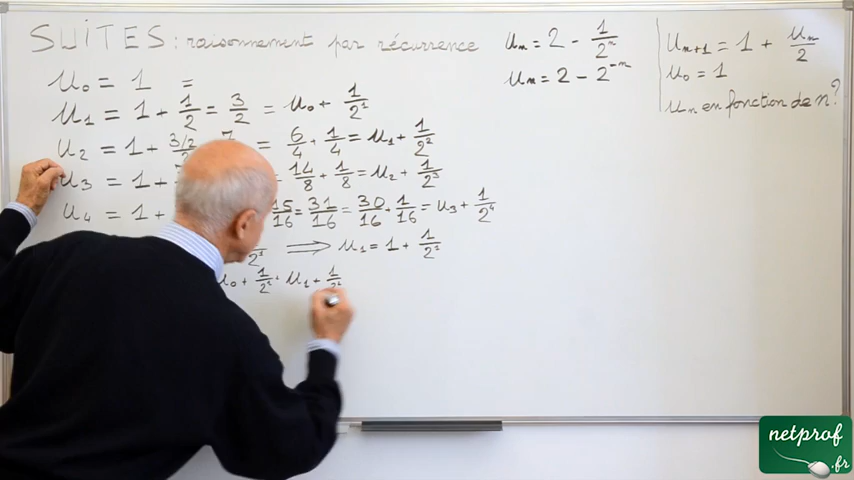 SUITES : raisonnement par récurrence
u₀ = 1 =
u₁ = 1 + 1/2 = 3/2 = u₀ + 1/2¹
u₂ = 1 + 3/2 = 6/4 + 1/4 = u₁ + 1/2²
u₃ = 1 + = 14/8 + 1/8 = u₂ + 1/2³
u₄ = 1 + 15/16 = 31/16 = 30/16 + 1/16 = u₃ + 1/2⁴
1/2¹ ⟹ u₁ = 1 + 1/2¹
u₀ + 1/2¹ + u₁ + 1/2²
uₙ = 2 - 1/2ⁿ
uₙ = 2 - 2⁻ⁿ
uₙ₊₁ = 1 + uₙ/2
u₀ = 1
uₙ en fonction de n ?
netprof
.fr